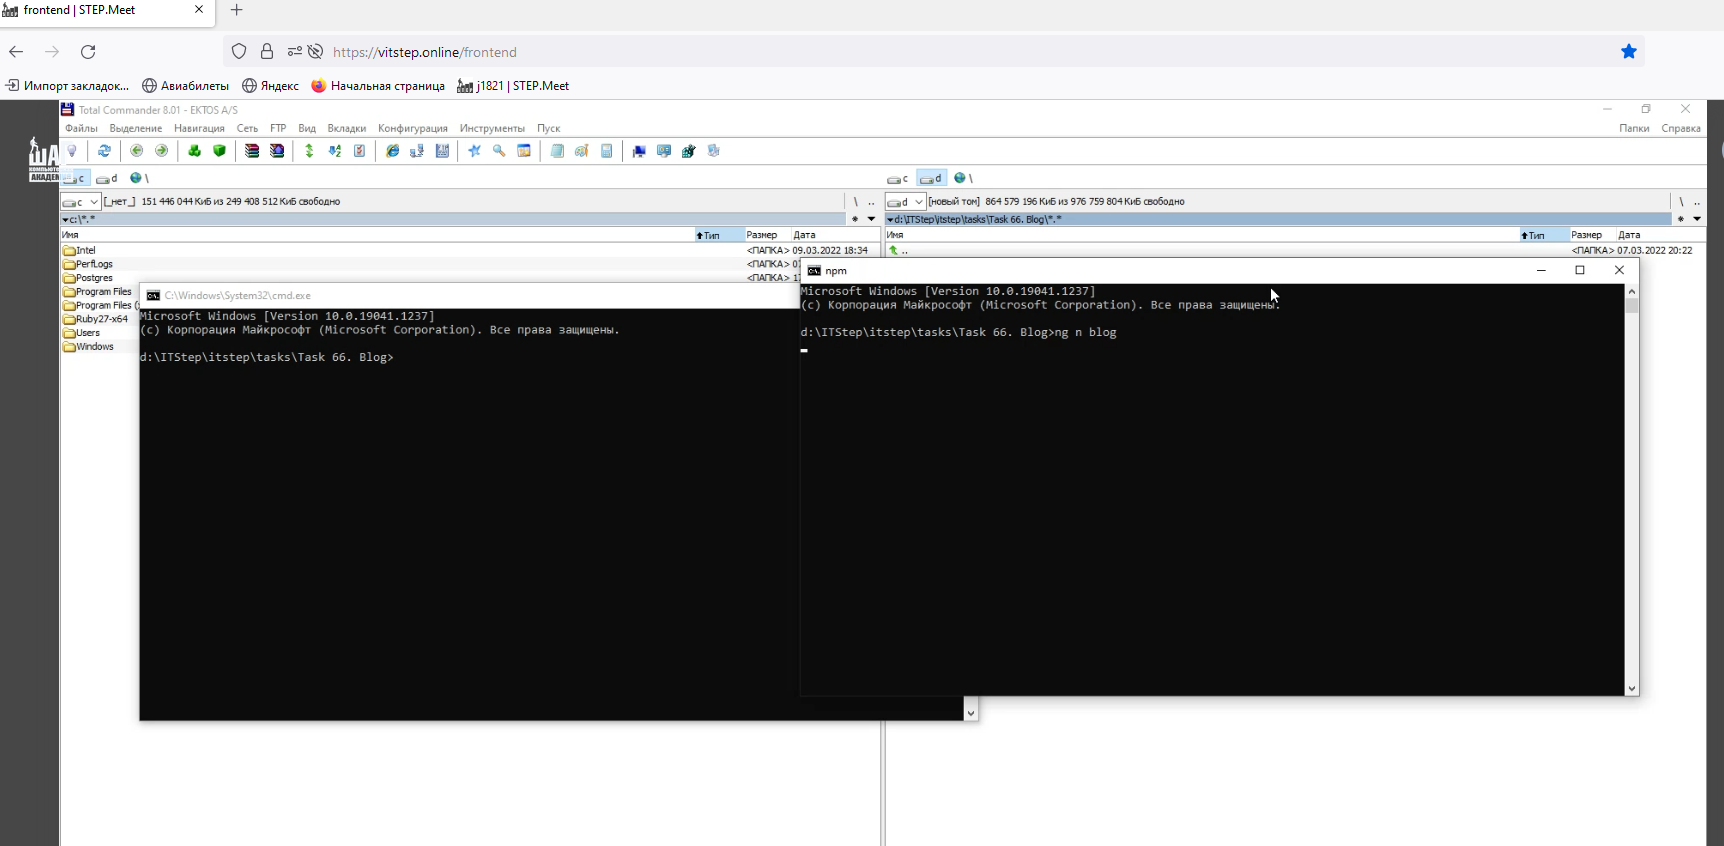 frontend | STEP.Meet
https://vitstep.online/frontend
Импорт закладок...
Авиабилеты
Яндекс
Начальная страница
j1821 | STEP.Meet
Total Commander 8.01 - EKTOS A/S
Файлы Выделение Навигация Сеть FTP Вид Вкладки Конфигурация Инструменты Пуск
Папки Справка
c d \
c d \
c [_нет_] 151 446 044 КиБ из 249 408 512 КиБ свободно \ ..
d [новый том] 864 579 196 КиБ из 976 759 804 КиБ свободно \ ..
c:\*.* *
d:\ITStep\itstep\tasks\Task 66. Blog\*.* *
Имя Тип Размер Дата
Имя Тип Размер Дата
Intel <ПАПКА> 09.03.2022 18:34
.. <ПАПКА> 07.03.2022 20:22
PerfLogs <ПАПКА>
Postgres <ПАПКА>
Program Files
Program Files
Ruby27-x64
Users
Windows
C:\Windows\System32\cmd.exe
Microsoft Windows [Version 10.0.19041.1237]
(c) Корпорация Майкрософт (Microsoft Corporation). Все права защищены.
d:\ITStep\itstep\tasks\Task 66. Blog>
npm
Microsoft Windows [Version 10.0.19041.1237]
(c) Корпорация Майкрософт (Microsoft Corporation). Все права защищены.
d:\ITStep\itstep\tasks\Task 66. Blog>ng n blog